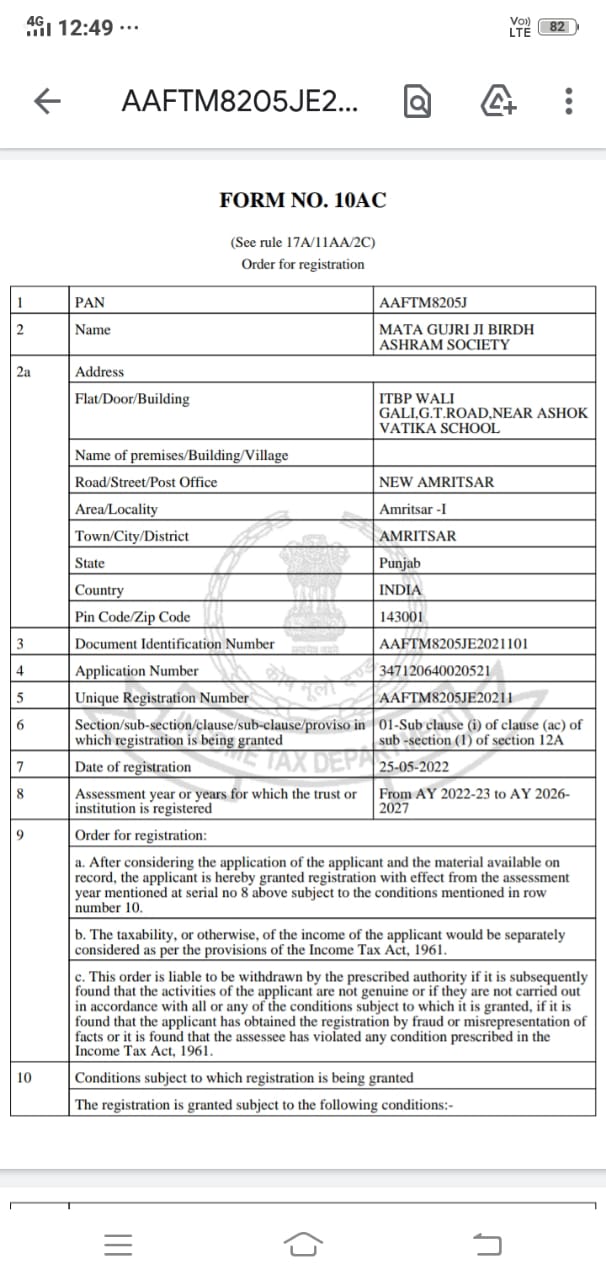 4G 12:49 ...
Vo)) LTE 82
AAFTM8205JE2...
FORM NO. 10AC
(See rule 17A/11AA/2C)
Order for registration
1 PAN AAFTM8205J
2 Name MATA GUJRI JI BIRDH
ASHRAM SOCIETY
2a Address
Flat/Door/Building ITBP WALI
GALI,G.T.ROAD,NEAR ASHOK
VATIKA SCHOOL
Name of premises/Building/Village
Road/Street/Post Office NEW AMRITSAR
Area/Locality Amritsar -I
Town/City/District AMRITSAR
State Punjab
Country INDIA
Pin Code/Zip Code 143001
3 Document Identification Number AAFTM8205JE2021101
4 Application Number 347120640020521
5 Unique Registration Number AAFTM8205JE20211
6 Section/sub-section/clause/sub-clause/proviso in 01-Sub clause (i) of clause (ac) of
which registration is being granted sub -section (1) of section 12A
7 Date of registration 25-05-2022
8 Assessment year or years for which the trust or From AY 2022-23 to AY 2026-
institution is registered 2027
9 Order for registration:
a. After considering the application of the applicant and the material available on
record, the applicant is hereby granted registration with effect from the assessment
year mentioned at serial no 8 above subject to the conditions mentioned in row
number 10.
b. The taxability, or otherwise, of the income of the applicant would be separately
considered as per the provisions of the Income Tax Act, 1961.
c. This order is liable to be withdrawn by the prescribed authority if it is subsequently
found that the activities of the applicant are not genuine or if they are not carried out
in accordance with all or any of the conditions subject to which it is granted, if it is
found that the applicant has obtained the registration by fraud or misrepresentation of
facts or it is found that the assessee has violated any condition prescribed in the
Income Tax Act, 1961.
10 Conditions subject to which registration is being granted
The registration is granted subject to the following conditions:-